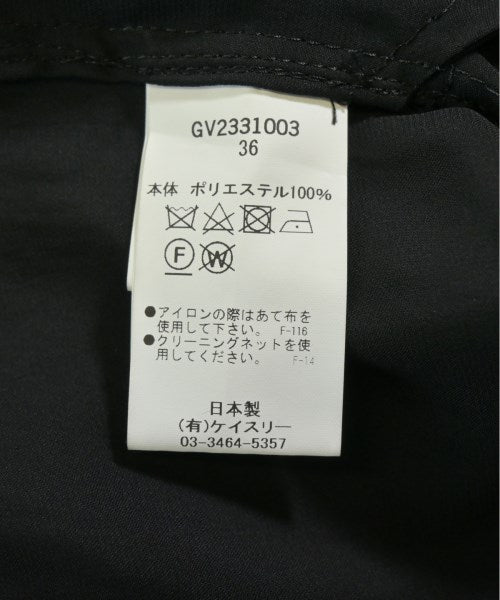 GV2331003
36
本体 ポリエステル100%
F W
●アイロンの際はあて布を
使用して下さい。 F-116
●クリーニングネットを使
用してください。 F-14
日本製
(有)ケイスリー
03-3464-5357